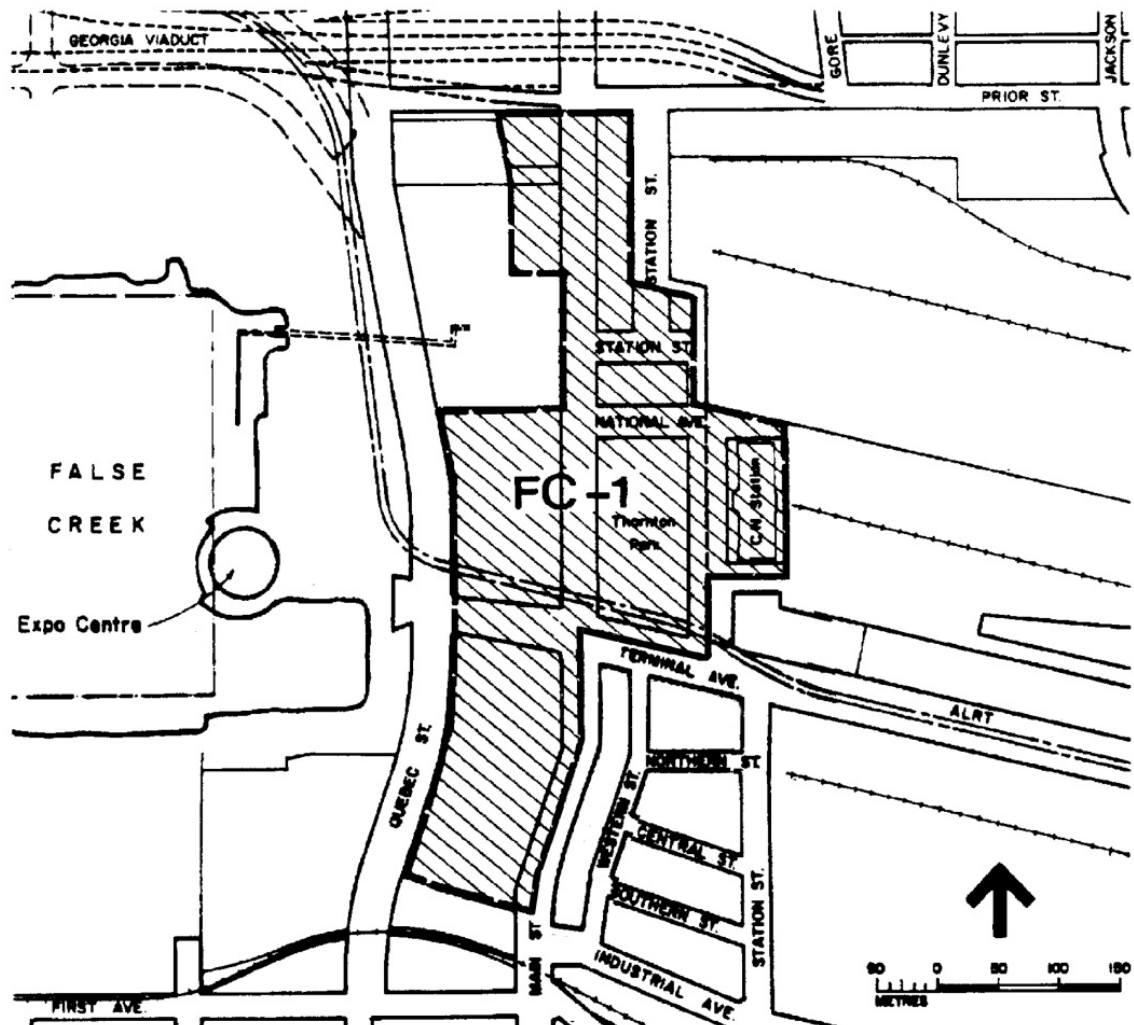 GEORGIA VIADUCT
GORE
DUNLEVY
JACKSON
PRIOR ST.
STATION ST.
STATION ST.
NATIONAL AVE.
FALSE
CREEK
FC-1
Thornton
Park
C.N. Station
Expo Centre
TERMINAL AVE.
ALRT
QUEBEC ST.
NORTHERN ST.
WESTERN ST.
CENTRAL ST.
SOUTHERN ST.
STATION ST.
MAIN ST
INDUSTRIAL AVE.
FIRST AVE.
50 0 50 100 150
METRES